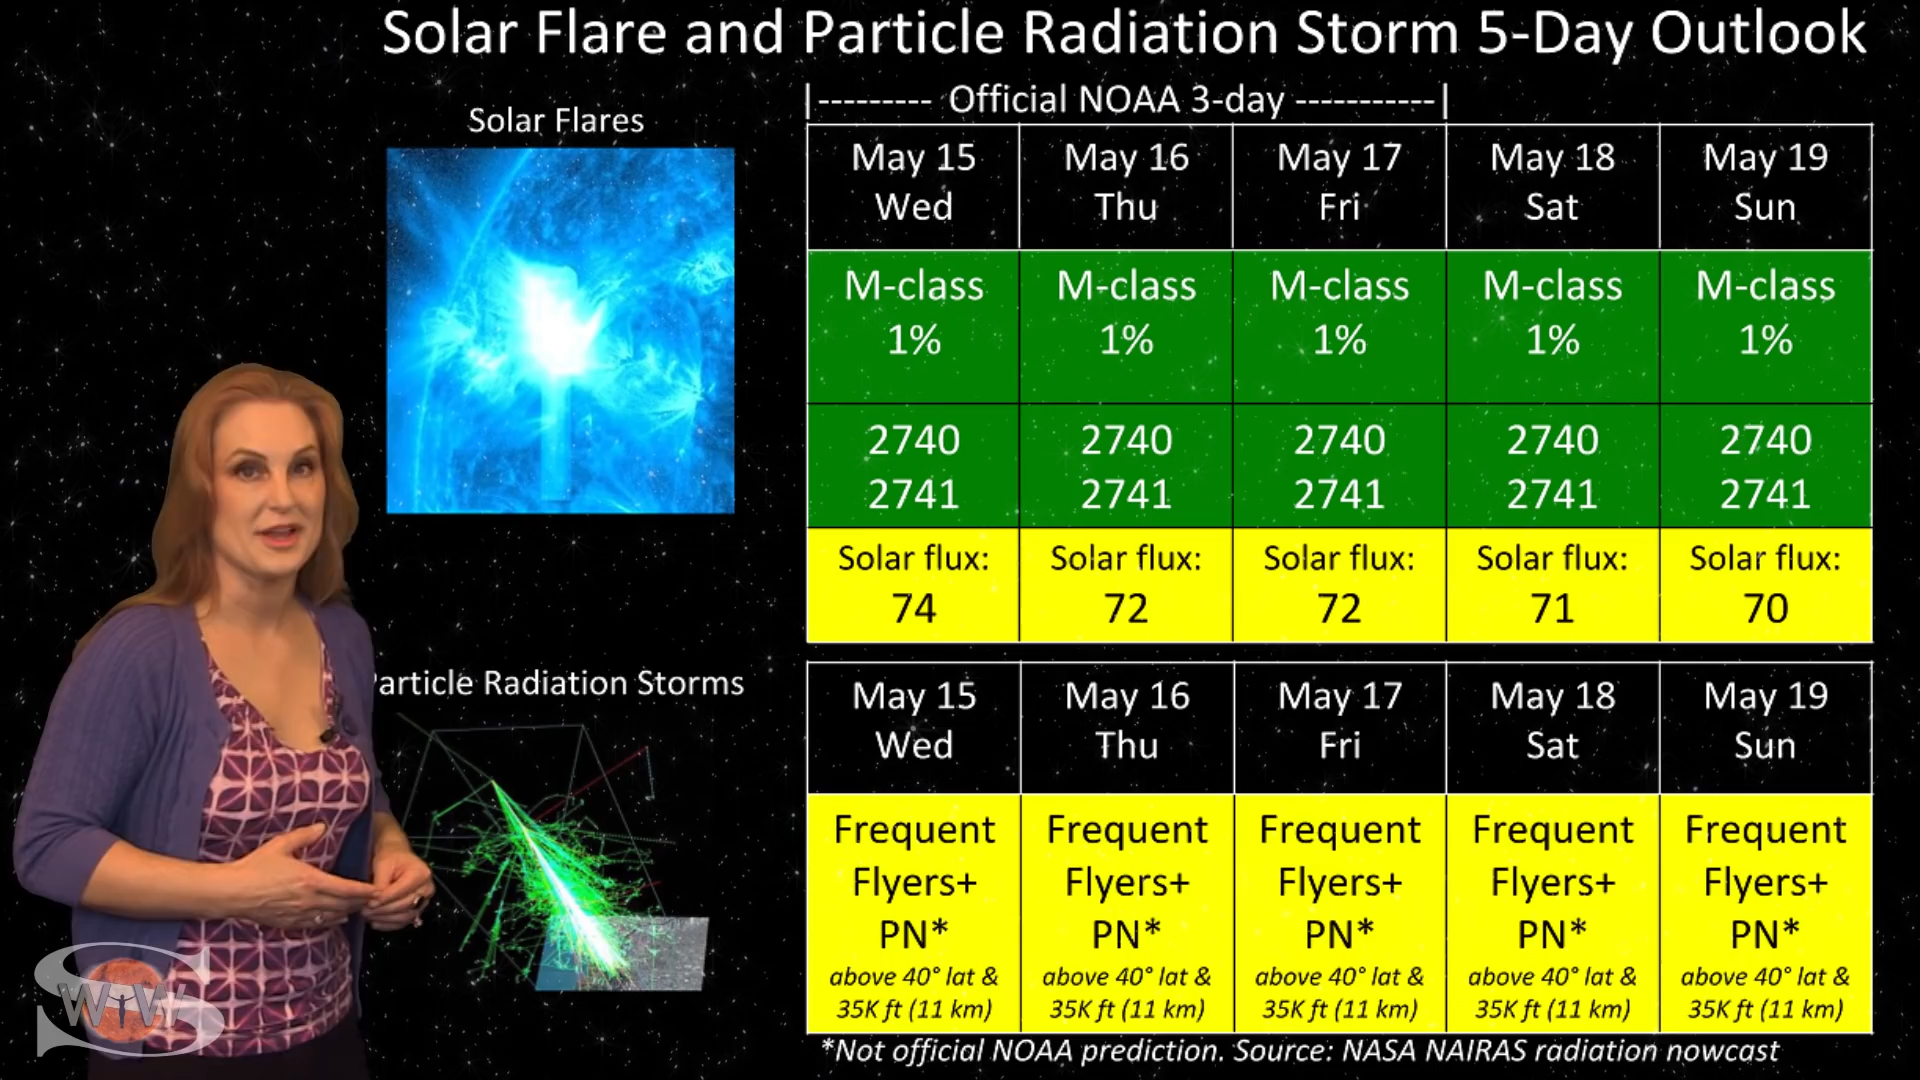 Solar Flare and Particle Radiation Storm 5-Day Outlook
|--------- Official NOAA 3-day -----------|
Solar Flares
May 15 May 16 May 17 May 18 May 19
Wed Thu Fri Sat Sun
M-class M-class M-class M-class M-class
1% 1% 1% 1% 1%
2740 2740 2740 2740 2740
2741 2741 2741 2741 2741
Solar flux: Solar flux: Solar flux: Solar flux: Solar flux:
74 72 72 71 70
article Radiation Storms
May 15 May 16 May 17 May 18 May 19
Wed Thu Fri Sat Sun
Frequent Frequent Frequent Frequent Frequent
Flyers+ Flyers+ Flyers+ Flyers+ Flyers+
PN* PN* PN* PN* PN*
above 40° lat & above 40° lat & above 40° lat & above 40° lat & above 40° lat &
35K ft (11 km) 35K ft (11 km) 35K ft (11 km) 35K ft (11 km) 35K ft (11 km)
*Not official NOAA prediction. Source: NASA NAIRAS radiation nowcast